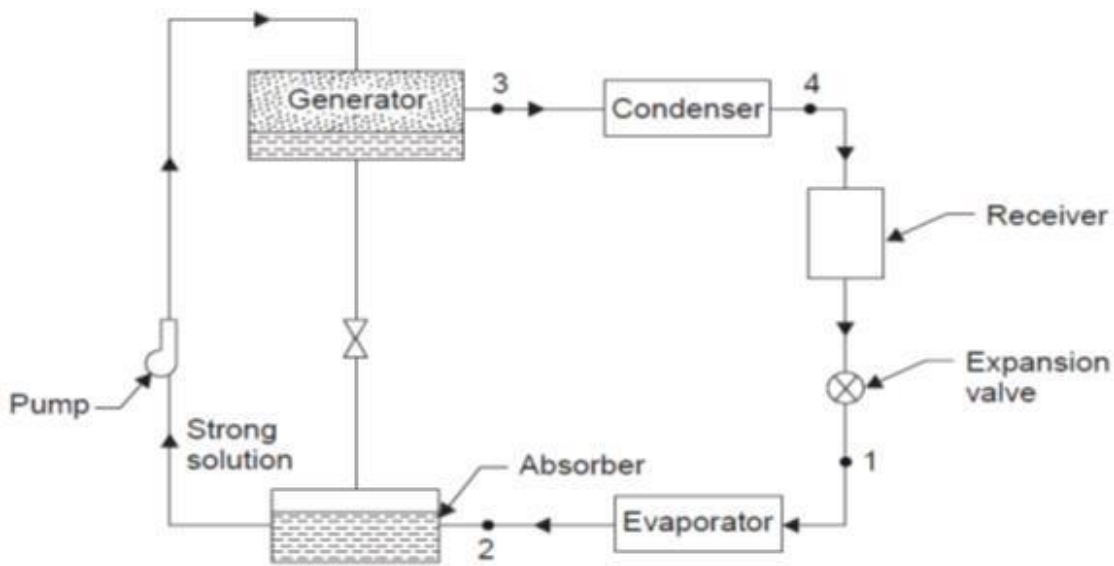 3
4
Generator
Condenser
Receiver
Expansion
valve
Pump
Strong
solution
Absorber
1
Evaporator
2